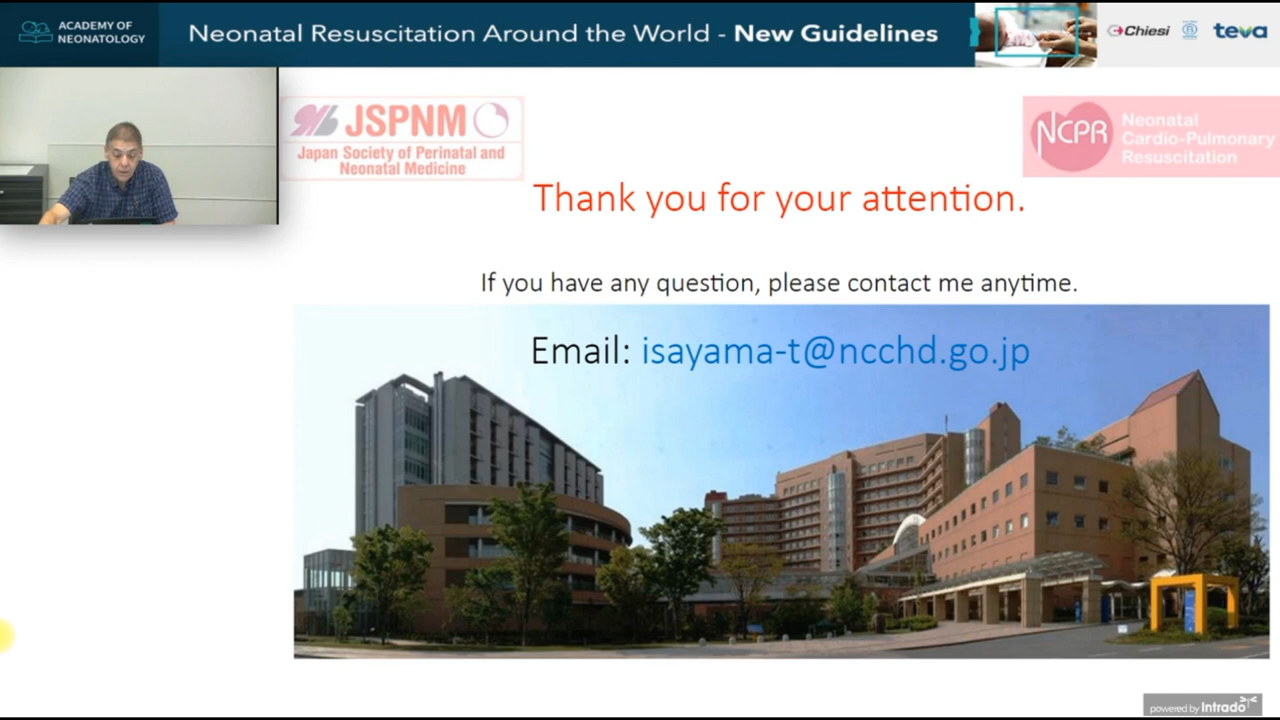 ACADEMY OF
NEONATOLOGY
Neonatal Resuscitation Around the World - New Guidelines
Chiesi
teva
JSPNM
Japan Society of Perinatal and
Neonatal Medicine
NCPR
Neonatal
Cardio-Pulmonary
Resuscitation
Thank you for your attention.
If you have any question, please contact me anytime.
Email: isayama-t@ncchd.go.jp
powered by Intrado